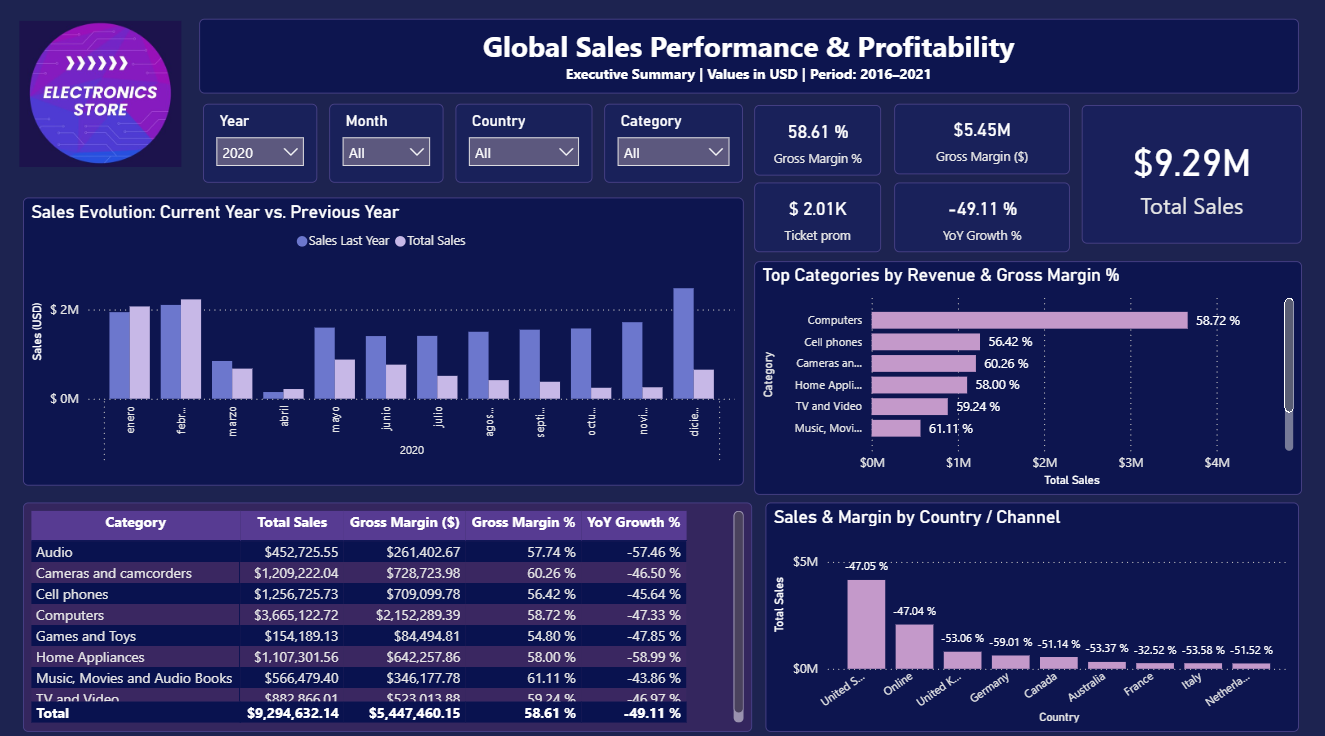 ❯❯❯❯❯❯
ELECTRONICS
STORE
Global Sales Performance & Profitability
Executive Summary | Values in USD | Period: 2016–2021
Year
2020
Month
All
Country
All
Category
All
58.61 %
Gross Margin %
$5.45M
Gross Margin ($)
$9.29M
Total Sales
$ 2.01K
Ticket prom
-49.11 %
YoY Growth %
Sales Evolution: Current Year vs. Previous Year
Sales Last Year Total Sales
Sales (USD)
$ 2M
$ 0M
enero
febr...
marzo
abril
mayo
junio
julio
agos...
septi...
octu...
novi...
dicie...
2020
Top Categories by Revenue & Gross Margin %
Category
Computers 58.72 %
Cell phones 56.42 %
Cameras an... 60.26 %
Home Appli... 58.00 %
TV and Video 59.24 %
Music, Movi... 61.11 %
$0M $1M $2M $3M $4M
Total Sales
Category Total Sales Gross Margin ($) Gross Margin % YoY Growth %
Audio $452,725.55 $261,402.67 57.74 % -57.46 %
Cameras and camcorders $1,209,222.04 $728,723.98 60.26 % -46.50 %
Cell phones $1,256,725.73 $709,099.78 56.42 % -45.64 %
Computers $3,665,122.72 $2,152,289.39 58.72 % -47.33 %
Games and Toys $154,189.13 $84,494.81 54.80 % -47.85 %
Home Appliances $1,107,301.56 $642,257.86 58.00 % -58.99 %
Music, Movies and Audio Books $566,479.40 $346,177.78 61.11 % -43.86 %
TV and Video $882,866.01 $523,013.88 59.24 % -46.97 %
Total $9,294,632.14 $5,447,460.15 58.61 % -49.11 %
Sales & Margin by Country / Channel
Total Sales
$5M
$0M
-47.05 %
-47.04 %
-53.06 %
-59.01 %
-51.14 %
-53.37 %
-32.52 %
-53.58 %
-51.52 %
United S...
Online
United K...
Germany
Canada
Australia
France
Italy
Netherla...
Country